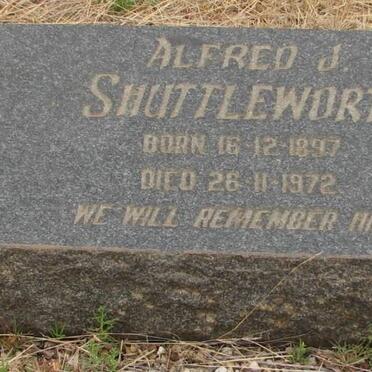 ALFRED J.
SHUTTLEWORT
BORN 16-12-1897
DIED 26-11-1972
WE WILL REMEMBER